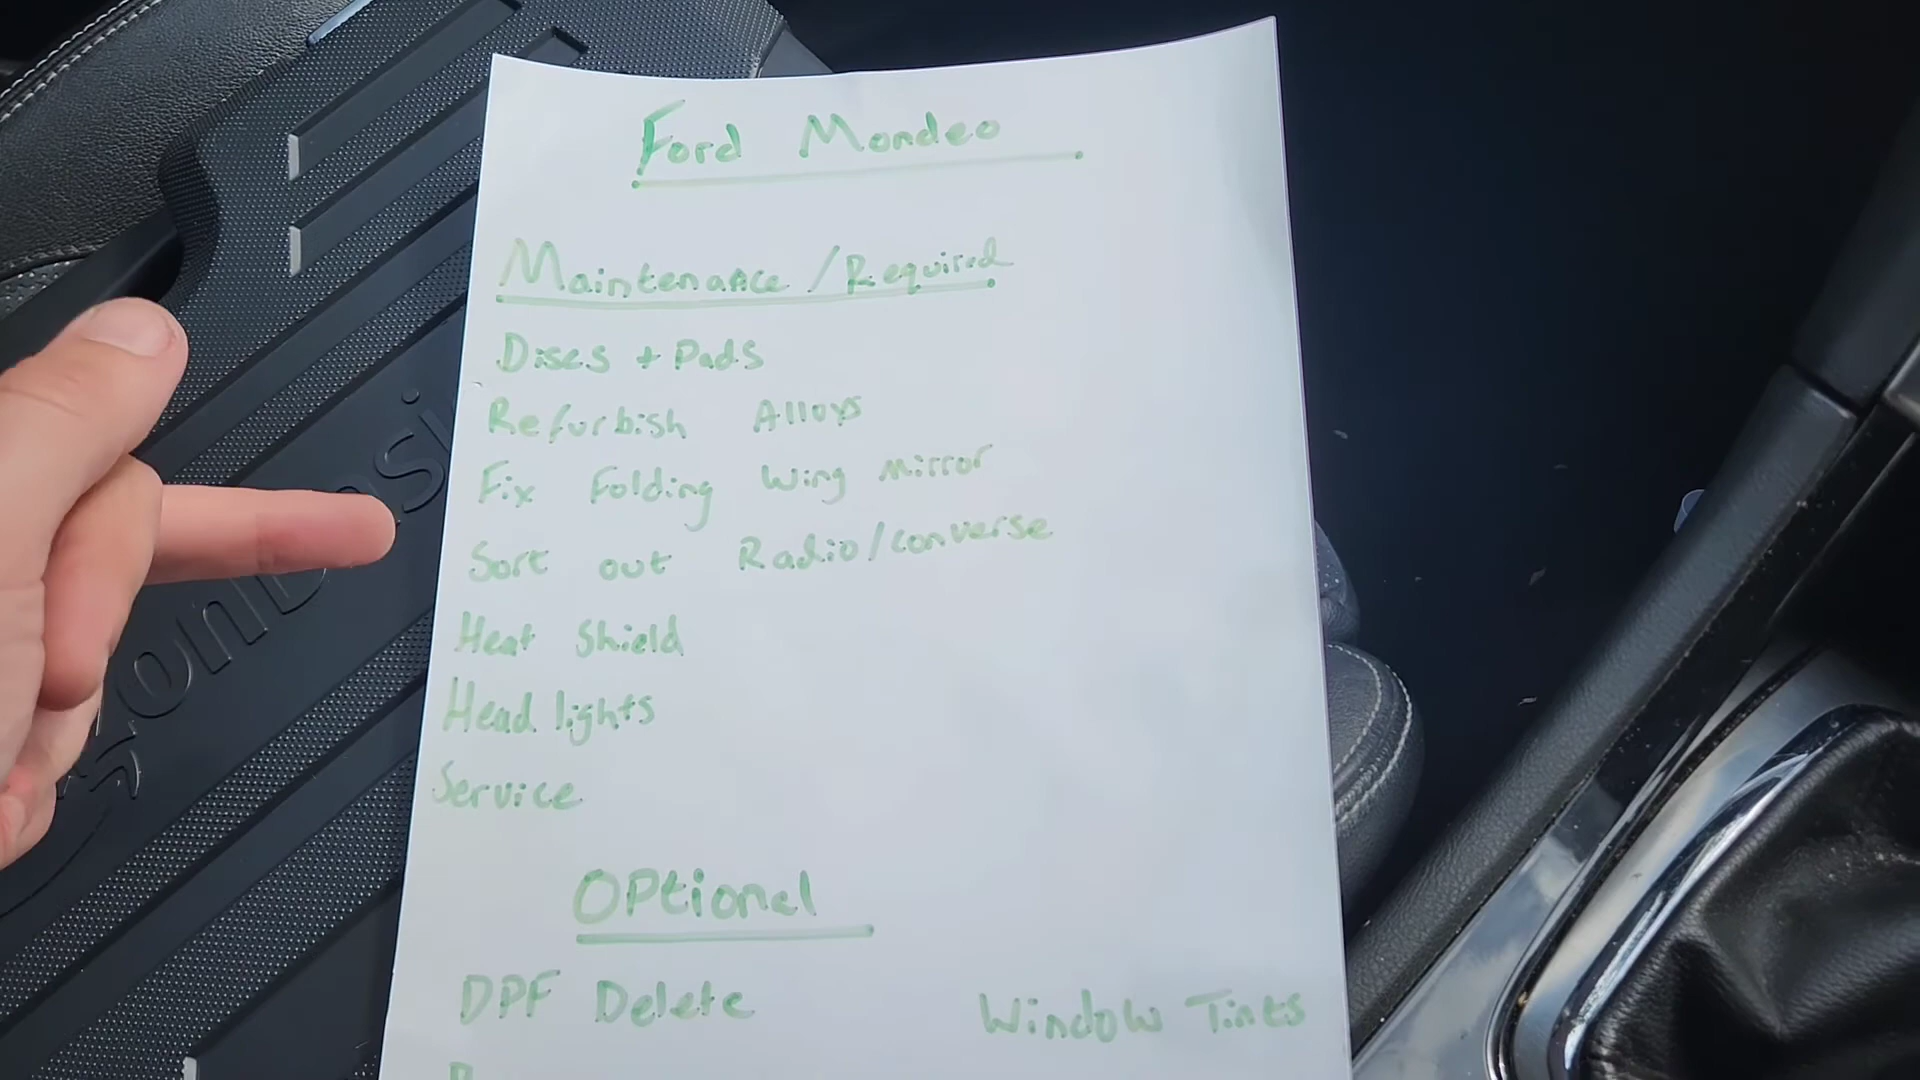 Ford Mondeo
Maintenance/Required
Discs + Pads
Refurbish Alloys
Fix Folding Wing Mirror
Sort out Radio/converse
Heat Shield
Head lights
Service
Optional
DPF Delete
Window Tints